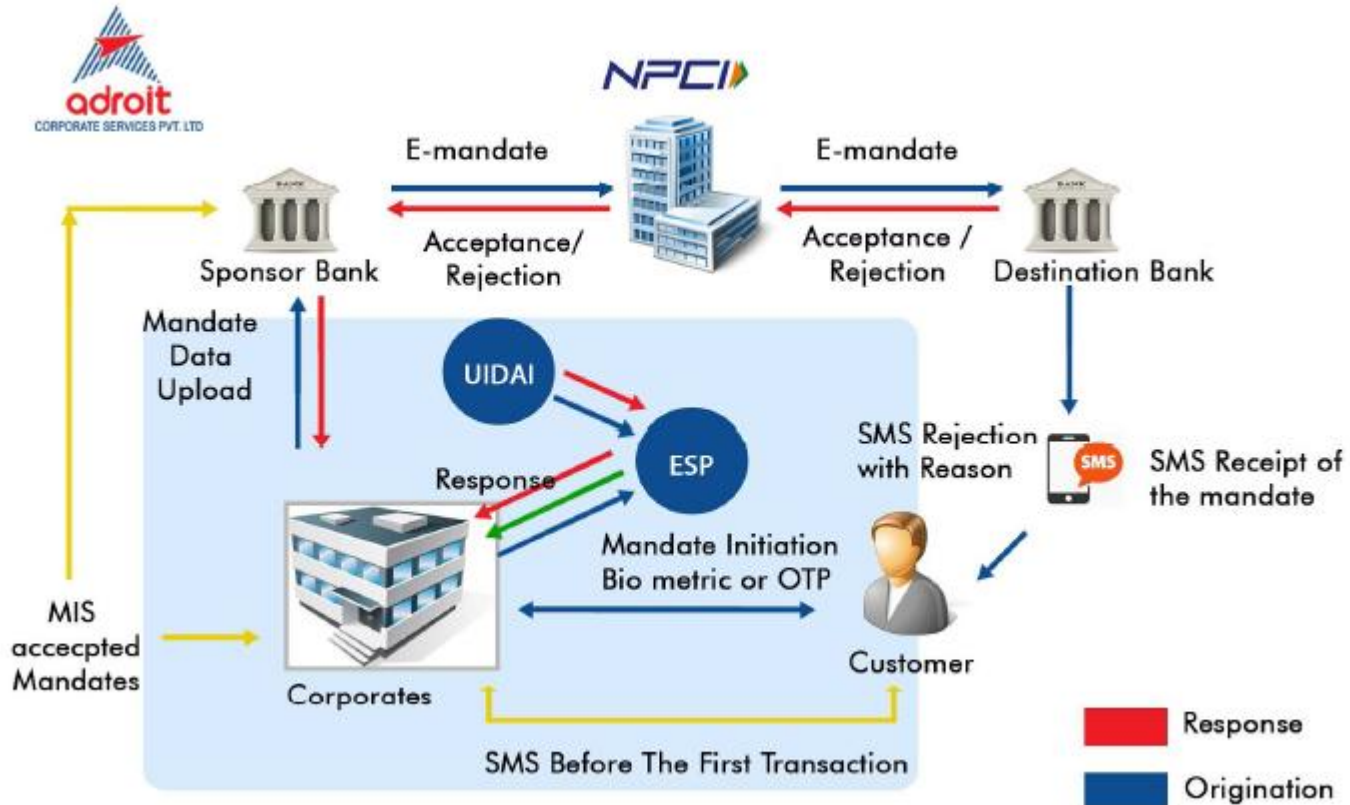 adroit
CORPORATE SERVICES PVT. LTD
NPCI
E-mandate
E-mandate
BANK
BANK
Acceptance/
Rejection
Acceptance /
Rejection
Sponsor Bank
Destination Bank
Mandate
Data
Upload
UIDAI
ESP
Response
SMS Rejection
with Reason
SMS
SMS Receipt of
the mandate
Mandate Initiation
Bio metric or OTP
MIS
accecpted
Mandates
Corporates
Customer
SMS Before The First Transaction
Response
Origination